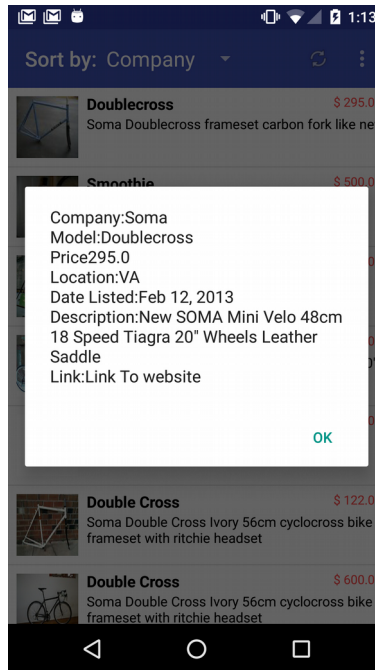 1:13
Sort by: Company
Doublecross
$ 295.0
Soma Doublecross frameset carbon fork like ne
Smoothie
$ 500.0
Company:Soma
Model:Doublecross
Price295.0
Location:VA
Date Listed:Feb 12, 2013
Description:New SOMA Mini Velo 48cm
18 Speed Tiagra 20" Wheels Leather
Saddle
Link:Link To website
OK
Double Cross
$ 122.0
Soma Double Cross Ivory 56cm cyclocross bike
frameset with ritchie headset
Double Cross
$ 600.0
Soma Double Cross Ivory 56cm cyclocross bike
frameset with ritchie headset